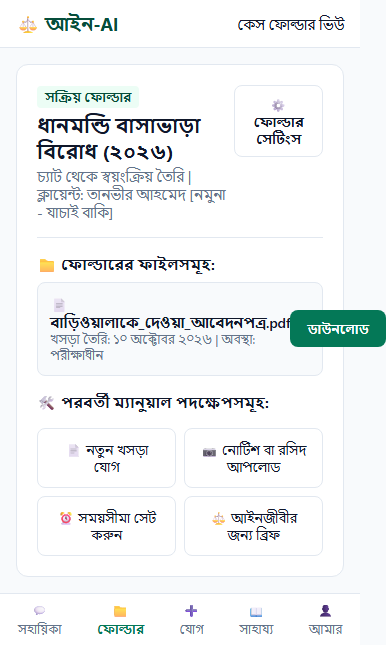 আইন-AI
কেস ফোল্ডার ভিউ
সক্রিয় ফোল্ডার
ধানমন্ডি বাসাভাড়া
বিরোধ (২০২৬)
চ্যাট থেকে স্বয়ংক্রিয় তৈরি |
ক্লায়েন্ট: তানভীর আহমেদ [নমুনা
- যাচাই বাকি]
ফোল্ডার
সেটিংস
ফোল্ডারের ফাইলসমূহ:
বাড়িওয়ালাকে_দেওয়া_আবেদনপত্র.pdf
খসড়া তৈরি: ১০ অক্টোবর ২০২৬ | অবস্থা:
পরীক্ষাধীন
ডাউনলোড
পরবর্তী ম্যানুয়াল পদক্ষেপসমূহ:
নতুন খসড়া
যোগ
নোটিশ বা রসিদ
আপলোড
সময়সীমা সেট
করুন
আইনজীবীর
জন্য ব্রিফ
সহায়িকা
ফোল্ডার
যোগ
সাহায্য
আমার